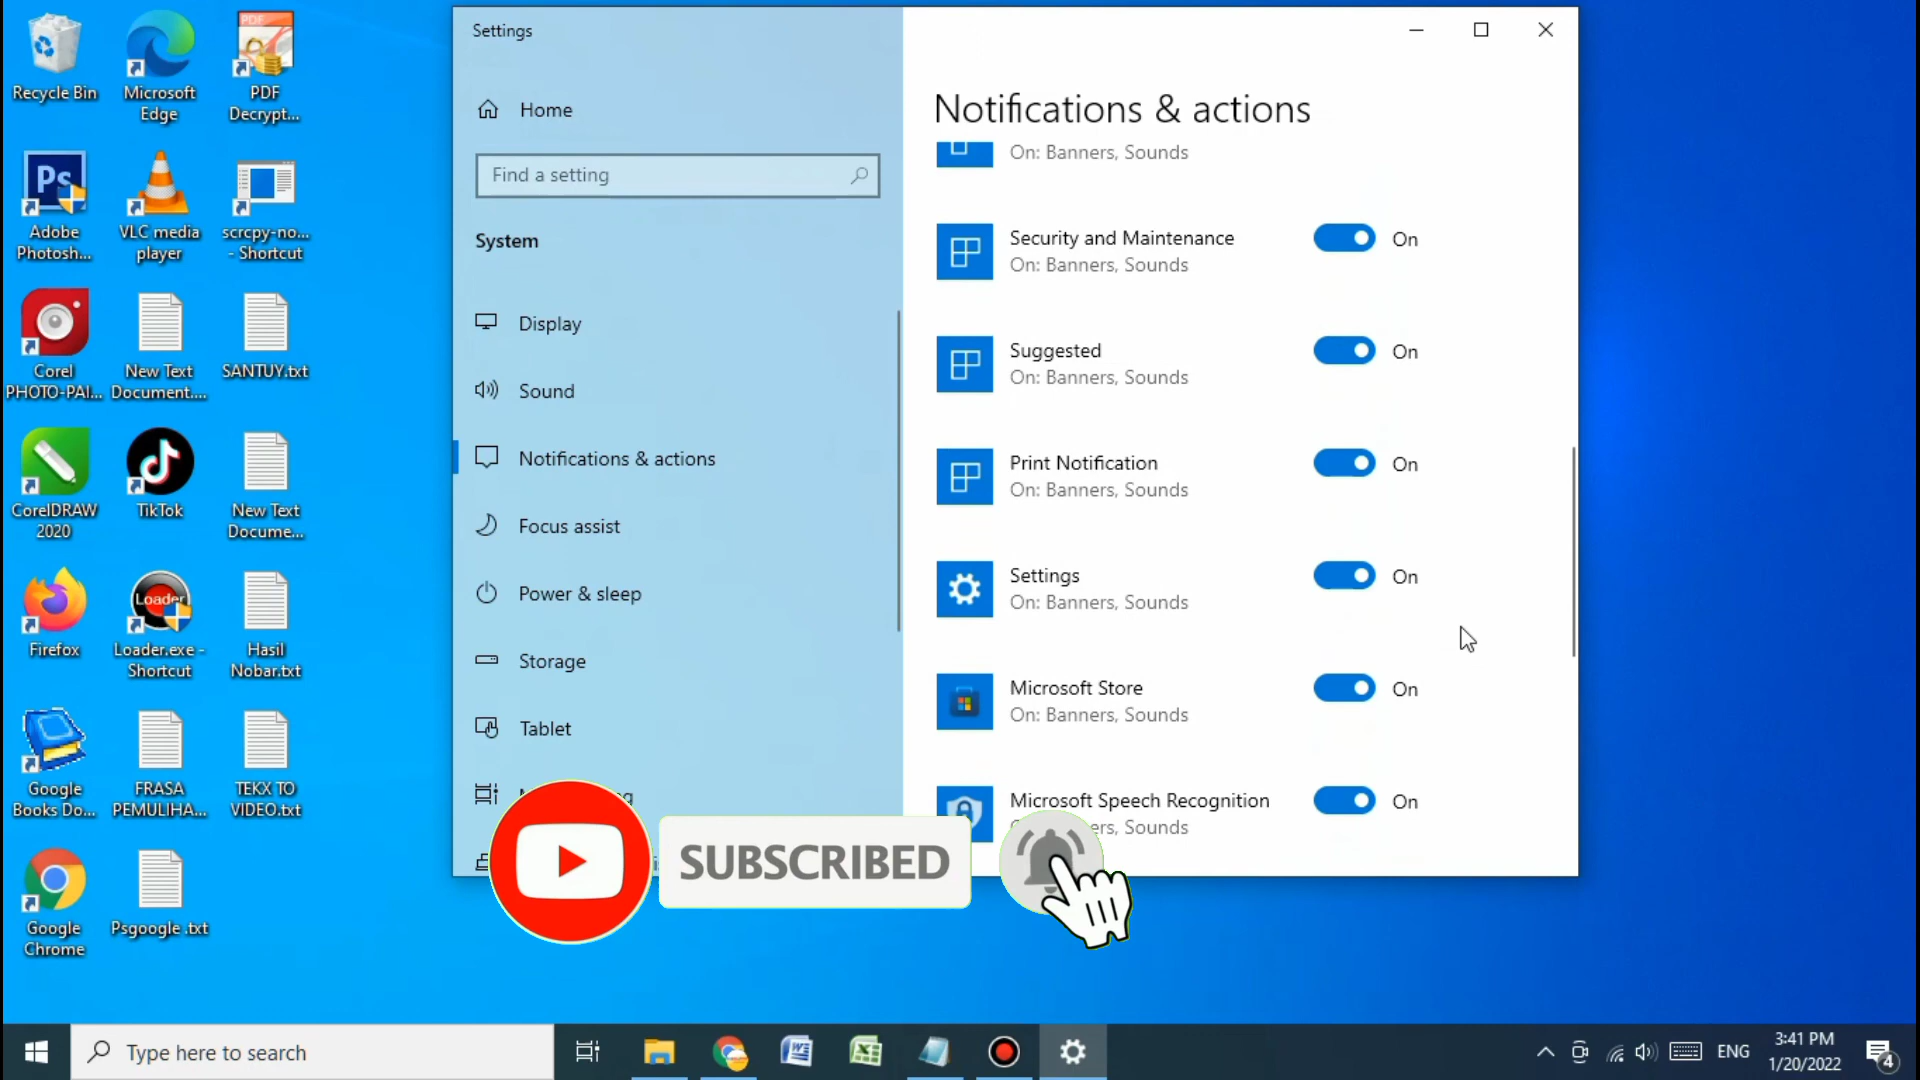 Recycle Bin
Microsoft
Edge
PDF
PDF
Decrypt...
Ps
Adobe
Photosh...
VLC media
player
scrcpy-no...
- Shortcut
Corel
PHOTO-PAI...
New Text
Document....
SANTUY.txt
CorelDRAW
2020
TikTok
New Text
Docume...
Firefox
Loader
Loader.exe -
Shortcut
Hasil
Nobar.txt
Google
Books Do...
FRASA
PEMULIHA...
TEKX TO
VIDEO.txt
Google
Chrome
Psgoogle .txt
Settings
Home
Find a setting
System
Display
Sound
Notifications & actions
Focus assist
Power & sleep
Storage
Tablet
Notifications & actions
On: Banners, Sounds
Security and Maintenance
On: Banners, Sounds
On
Suggested
On: Banners, Sounds
On
Print Notification
On: Banners, Sounds
On
Settings
On: Banners, Sounds
On
Microsoft Store
On: Banners, Sounds
On
Microsoft Speech Recognition
Sounds
On
SUBSCRIBED
Type here to search
ENG
3:41 PM
1/20/2022
4